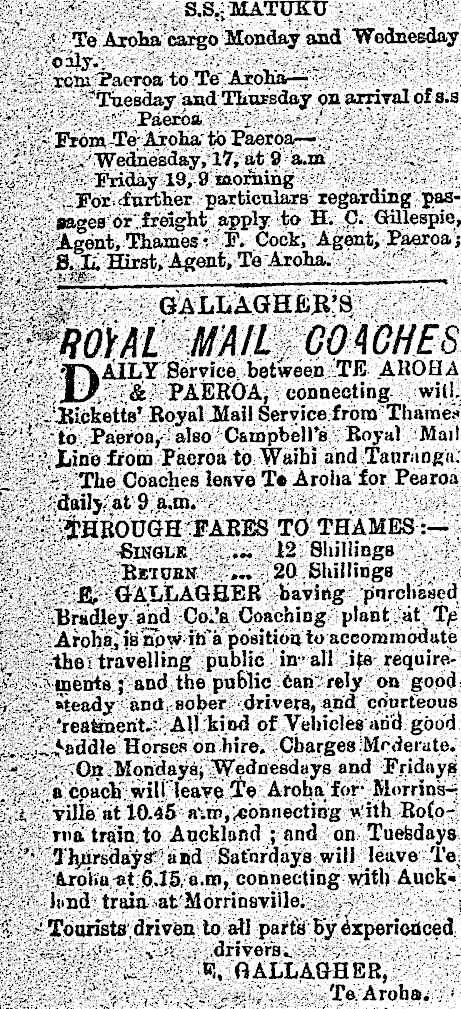 S.S. MATUKU
Te Aroha cargo Monday and Wednesday
only.
rom Paeroa to Te Aroha—
Tuesday and Thursday on arrival of s.s
Paeroa
From Te Aroha to Paeroa—
Wednesday, 17, at 9 a.m
Friday 19, 9 morning
For further particulars regarding pas-
sages or freight apply to H. C. Gillespie,
Agent, Thames; F. Cock, Agent, Paeroa;
S. L. Hirst, Agent, Te Aroha.
GALLAGHER'S
ROYAL MAIL COACHES
DAILY Service between TE AROHA
& PAEROA, connecting with
Ricketts' Royal Mail Service from Thames
to Paeroa, also Campbell's Royal Mail
Line from Paeroa to Waihi and Tauranga.
The Coaches leave Te Aroha for Pearoa
daily at 9 a.m.
THROUGH FARES TO THAMES:—
SINGLE ... 12 Shillings
RETURN ... 20 Shillings
E. GALLAGHER having purchased
Bradley and Co.'s Coaching plant at Te
Aroha, is now in a position to accommodate
the travelling public in all its require-
ments; and the public can rely on good
steady and sober drivers, and courteous
treatment. All kind of Vehicles and good
Saddle Horses on hire. Charges Moderate.
On Mondays, Wednesdays and Fridays
a coach will leave Te Aroha for Morrins-
ville at 10.45 a.m, connecting with Roto-
rua train to Auckland; and on Tuesdays
Thursdays and Saturdays will leave Te
Aroha at 6.15 a.m, connecting with Auck-
land train at Morrinsville.
Tourists driven to all parts by experienced
drivers.
E. GALLAGHER,
Te Aroha.